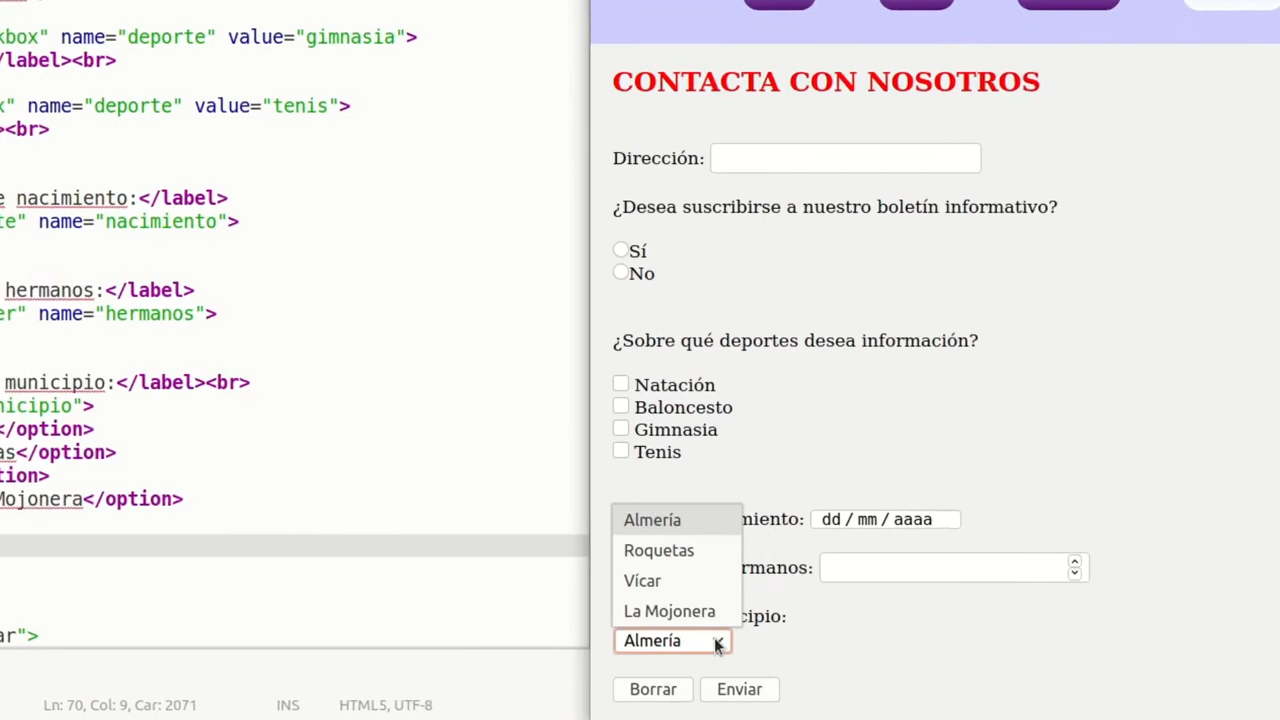 kbox" name="deporte" value="gimnasia">
/label><br>
x" name="deporte" value="tenis">
><br>
e nacimiento:</label>
te" name="nacimiento">
hermanos:</label>
er" name="hermanos">
municipio:</label><br>
nicipio">
</option>
as</option>
tion>
Mojonera</option>
ar">
Ln: 70, Col: 9, Car: 2071 INS HTML5, UTF-8
CONTACTA CON NOSOTROS
Dirección:
¿Desea suscribirse a nuestro boletín informativo?
Sí
No
¿Sobre qué deportes desea información?
Natación
Baloncesto
Gimnasia
Tenis
Almería
miento: dd / mm / aaaa
Roquetas
rmanos:
Vícar
La Mojonera
cipio:
Almería
Borrar Enviar